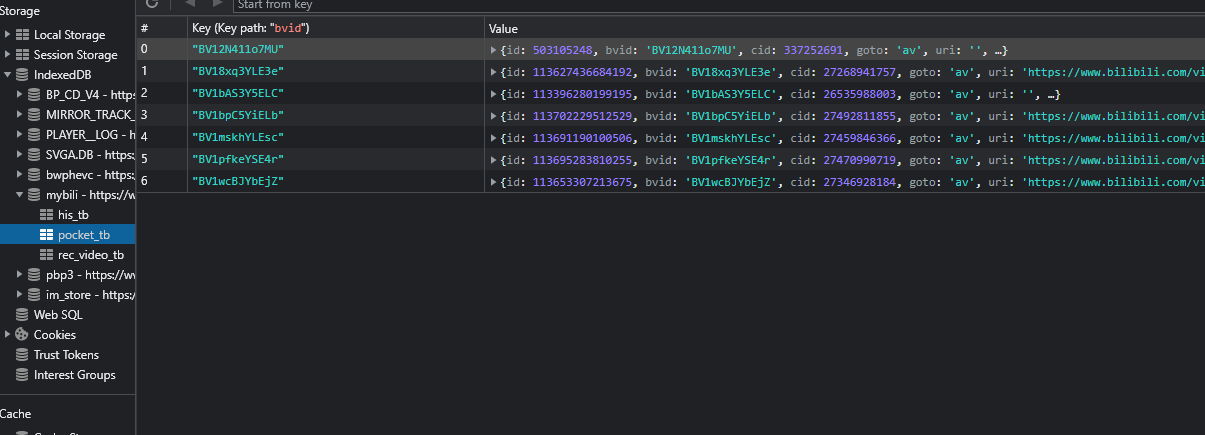 Storage
Start from key
Local Storage
Session Storage
IndexedDB
BP_CD_V4 - https
MIRROR_TRACK_
PLAYER__LOG - h
SVGA.DB - https:/
bwphevc - https:/
mybili - https://w
his_tb
pocket_tb
rec_video_tb
pbp3 - https://w
im_store - https:/
Web SQL
Cookies
Trust Tokens
Interest Groups
Cache
# Key (Key path: "bvid") Value
0 "BV12N411o7MU" {id: 503105248, bvid: 'BV12N411o7MU', cid: 337252691, goto: 'av', uri: '', …}
1 "BV18xq3YLE3e" {id: 113627436684192, bvid: 'BV18xq3YLE3e', cid: 27268941757, goto: 'av', uri: 'https://www.bilibili.com/vi
2 "BV1bAS3Y5ELC" {id: 113396280199195, bvid: 'BV1bAS3Y5ELC', cid: 26535988003, goto: 'av', uri: '', …}
3 "BV1bpC5YiELb" {id: 113702229512529, bvid: 'BV1bpC5YiELb', cid: 27492811855, goto: 'av', uri: 'https://www.bilibili.com/vi
4 "BV1mskhYLEsc" {id: 113691190100506, bvid: 'BV1mskhYLEsc', cid: 27459846366, goto: 'av', uri: 'https://www.bilibili.com/vi
5 "BV1pfkeYSE4r" {id: 113695283810255, bvid: 'BV1pfkeYSE4r', cid: 27470990719, goto: 'av', uri: 'https://www.bilibili.com/vi
6 "BV1wcBJYbEjZ" {id: 113653307213675, bvid: 'BV1wcBJYbEjZ', cid: 27346928184, goto: 'av', uri: 'https://www.bilibili.com/vi